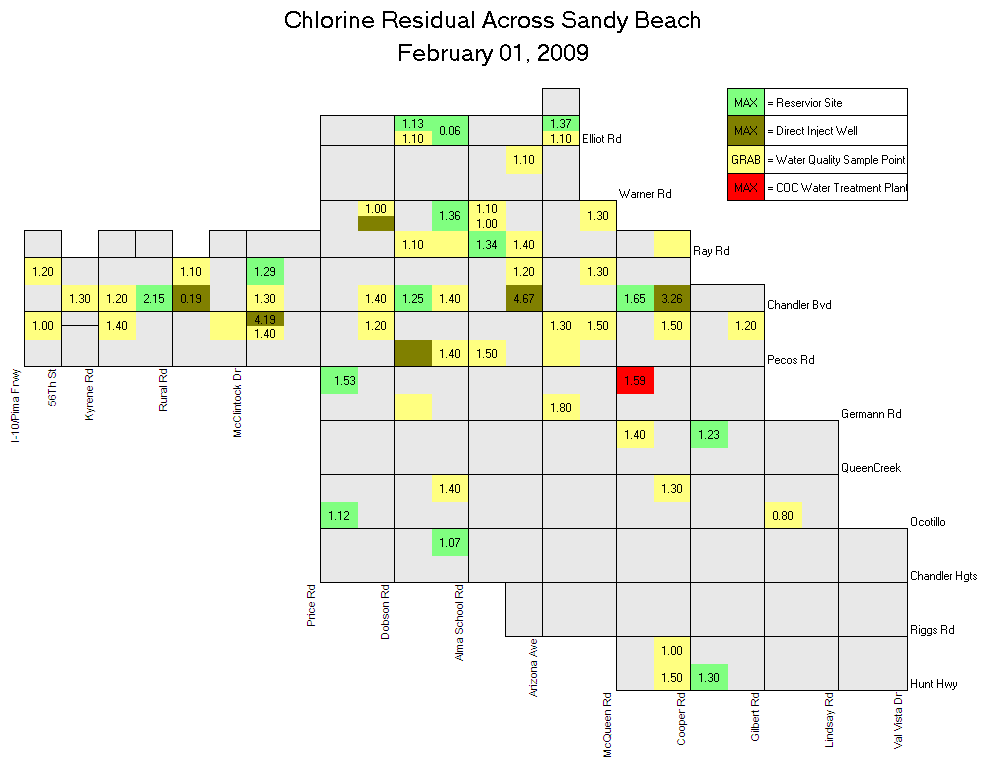 Chlorine Residual Across Sandy Beach
February 01, 2009
MAX = Reservior Site
MAX = Direct Inject Well
GRAB = Water Quality Sample Point
MAX = COC Water Treatment Plant
1.13 0.06 1.37
1.10 1.10 Elliot Rd
1.10
Warner Rd
1.00 1.36 1.10 1.30
1.00
1.10 1.34 1.40 Ray Rd
1.20 1.10 1.29 1.20 1.30
1.30 1.20 2.15 0.19 1.30 1.40 1.25 1.40 4.67 1.65 3.26 Chandler Bvd
1.00 1.40 4.19 1.20 1.30 1.50 1.50 1.20
1.40
1.40 1.50 Pecos Rd
1.53 1.59
1.80 Germann Rd
1.40 1.23
QueenCreek
1.40 1.30
1.12 0.80 Ocotillo
1.07
Chandler Hgts
Riggs Rd
1.00
1.50 1.30 Hunt Hwy
I-10/Pima Frwy
56Th St
Kyrene Rd
Rural Rd
McClintock Dr
Price Rd
Dobson Rd
Alma School Rd
Arizona Ave
McQueen Rd
Cooper Rd
Gilbert Rd
Lindsay Rd
Val Vista Dr